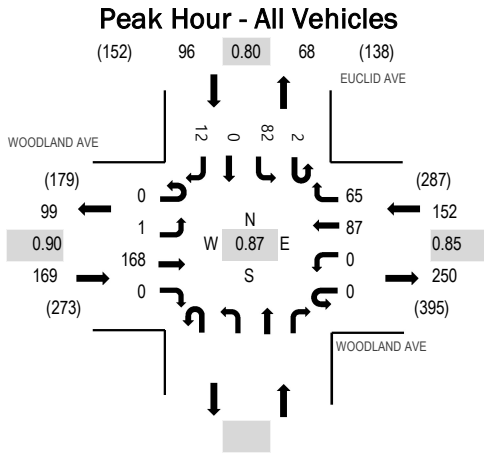 Peak Hour - All Vehicles
(152) 96 0.80 68 (138)
EUCLID AVE
WOODLAND AVE
12 0 82 2
(179) (287)
0 65
99 152
1 N 87
0.90 W 0.87 E 0.85
168 0
169 S 250
0 0
(273) (395)
WOODLAND AVE